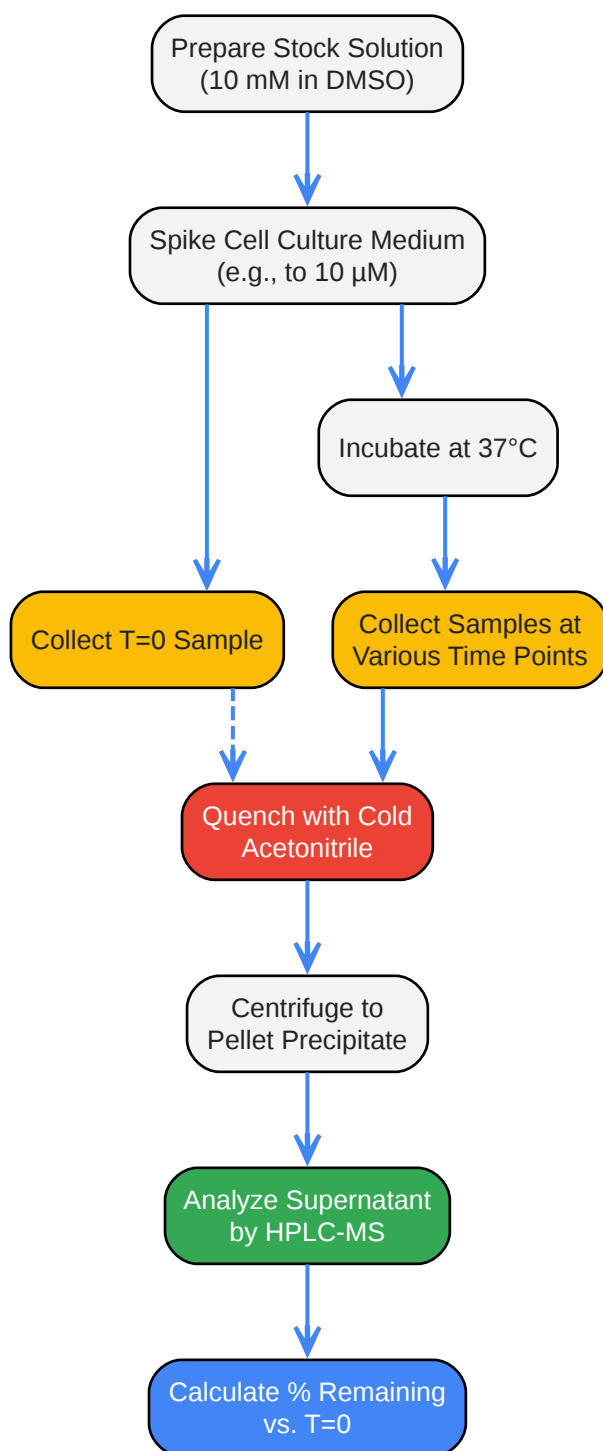 Prepare Stock Solution
(10 mM in DMSO)
Spike Cell Culture Medium
(e.g., to 10 µM)
Incubate at 37°C
Collect T=0 Sample
Collect Samples at
Various Time Points
Quench with Cold
Acetonitrile
Centrifuge to
Pellet Precipitate
Analyze Supernatant
by HPLC-MS
Calculate % Remaining
vs. T=0